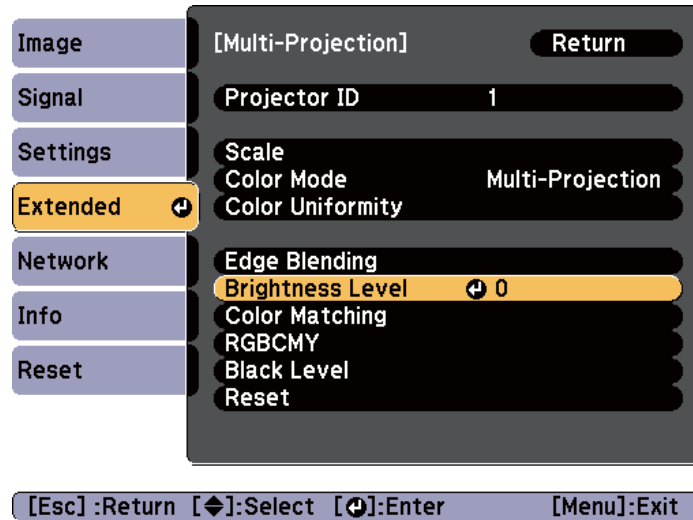 Image
Signal
Settings
Extended
Network
Info
Reset
[Multi-Projection] Return
Projector ID 1
Scale
Color Mode Multi-Projection
Color Uniformity
Edge Blending
Brightness Level 0
Color Matching
RGBCMY
Black Level
Reset
[Esc] :Return [◆]:Select [↵]:Enter [Menu]:Exit